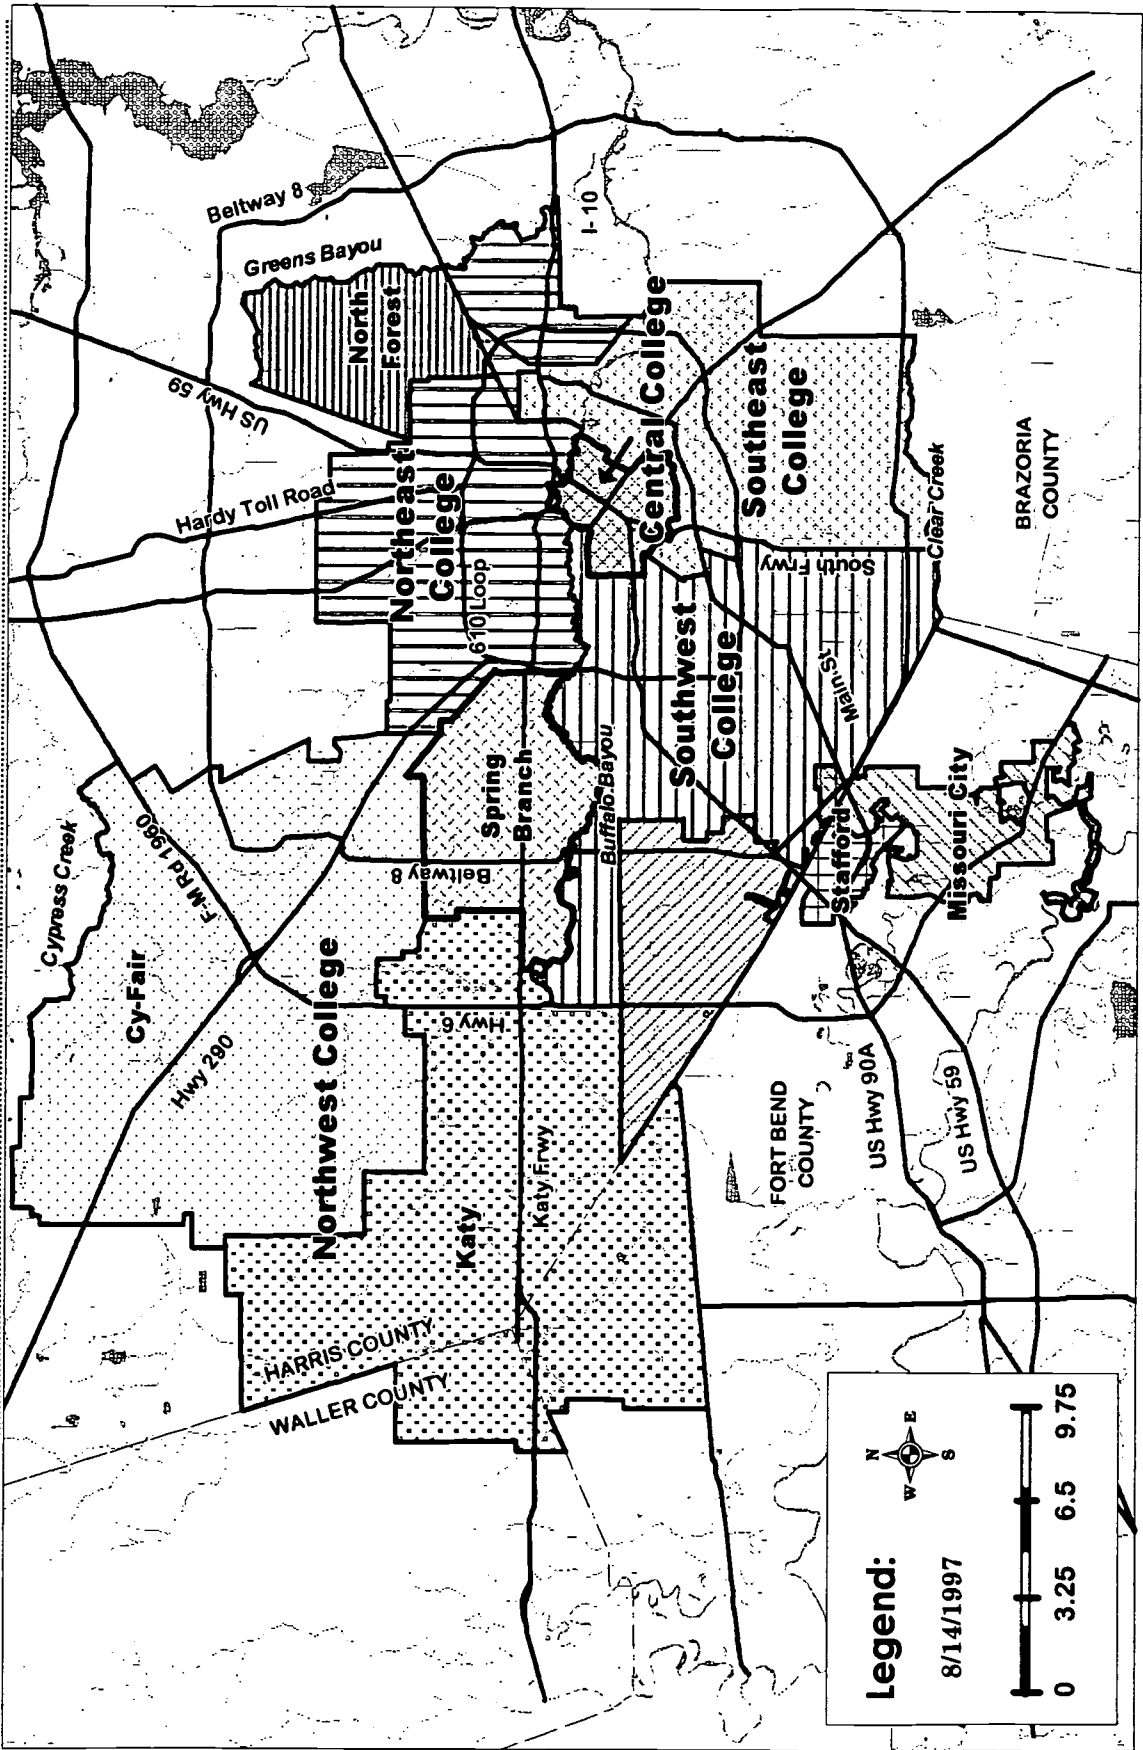 Beltway 8
Greens Bayou
North
Forest
I-10
US Hwy 59
Hardy Toll Road
Northeast
College
610 Loop
Central College
Southeast
College
Clear Creek
BRAZORIA
COUNTY
South Frwy
Southwest
College
Main St
Buffalo Bayou
Spring
Branch
Beltway 8
Cypress Creek
F-M Rd 1960
Cy-Fair
Hwy 290
Northwest College
Hwy 6
Katy
Katy Frwy
Stafford
Missouri City
FORT BEND
COUNTY
US Hwy 90A
US Hwy 59
HARRIS COUNTY
WALLER COUNTY
Legend:
8/14/1997
N
W
E
S
0
3.25
6.5
9.75